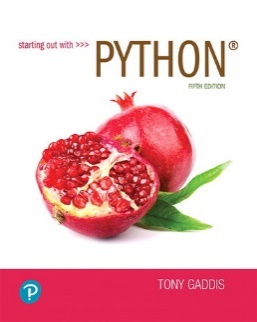 starting out with >>>
PYTHON®
FIFTH EDITION
TONY GADDIS
P